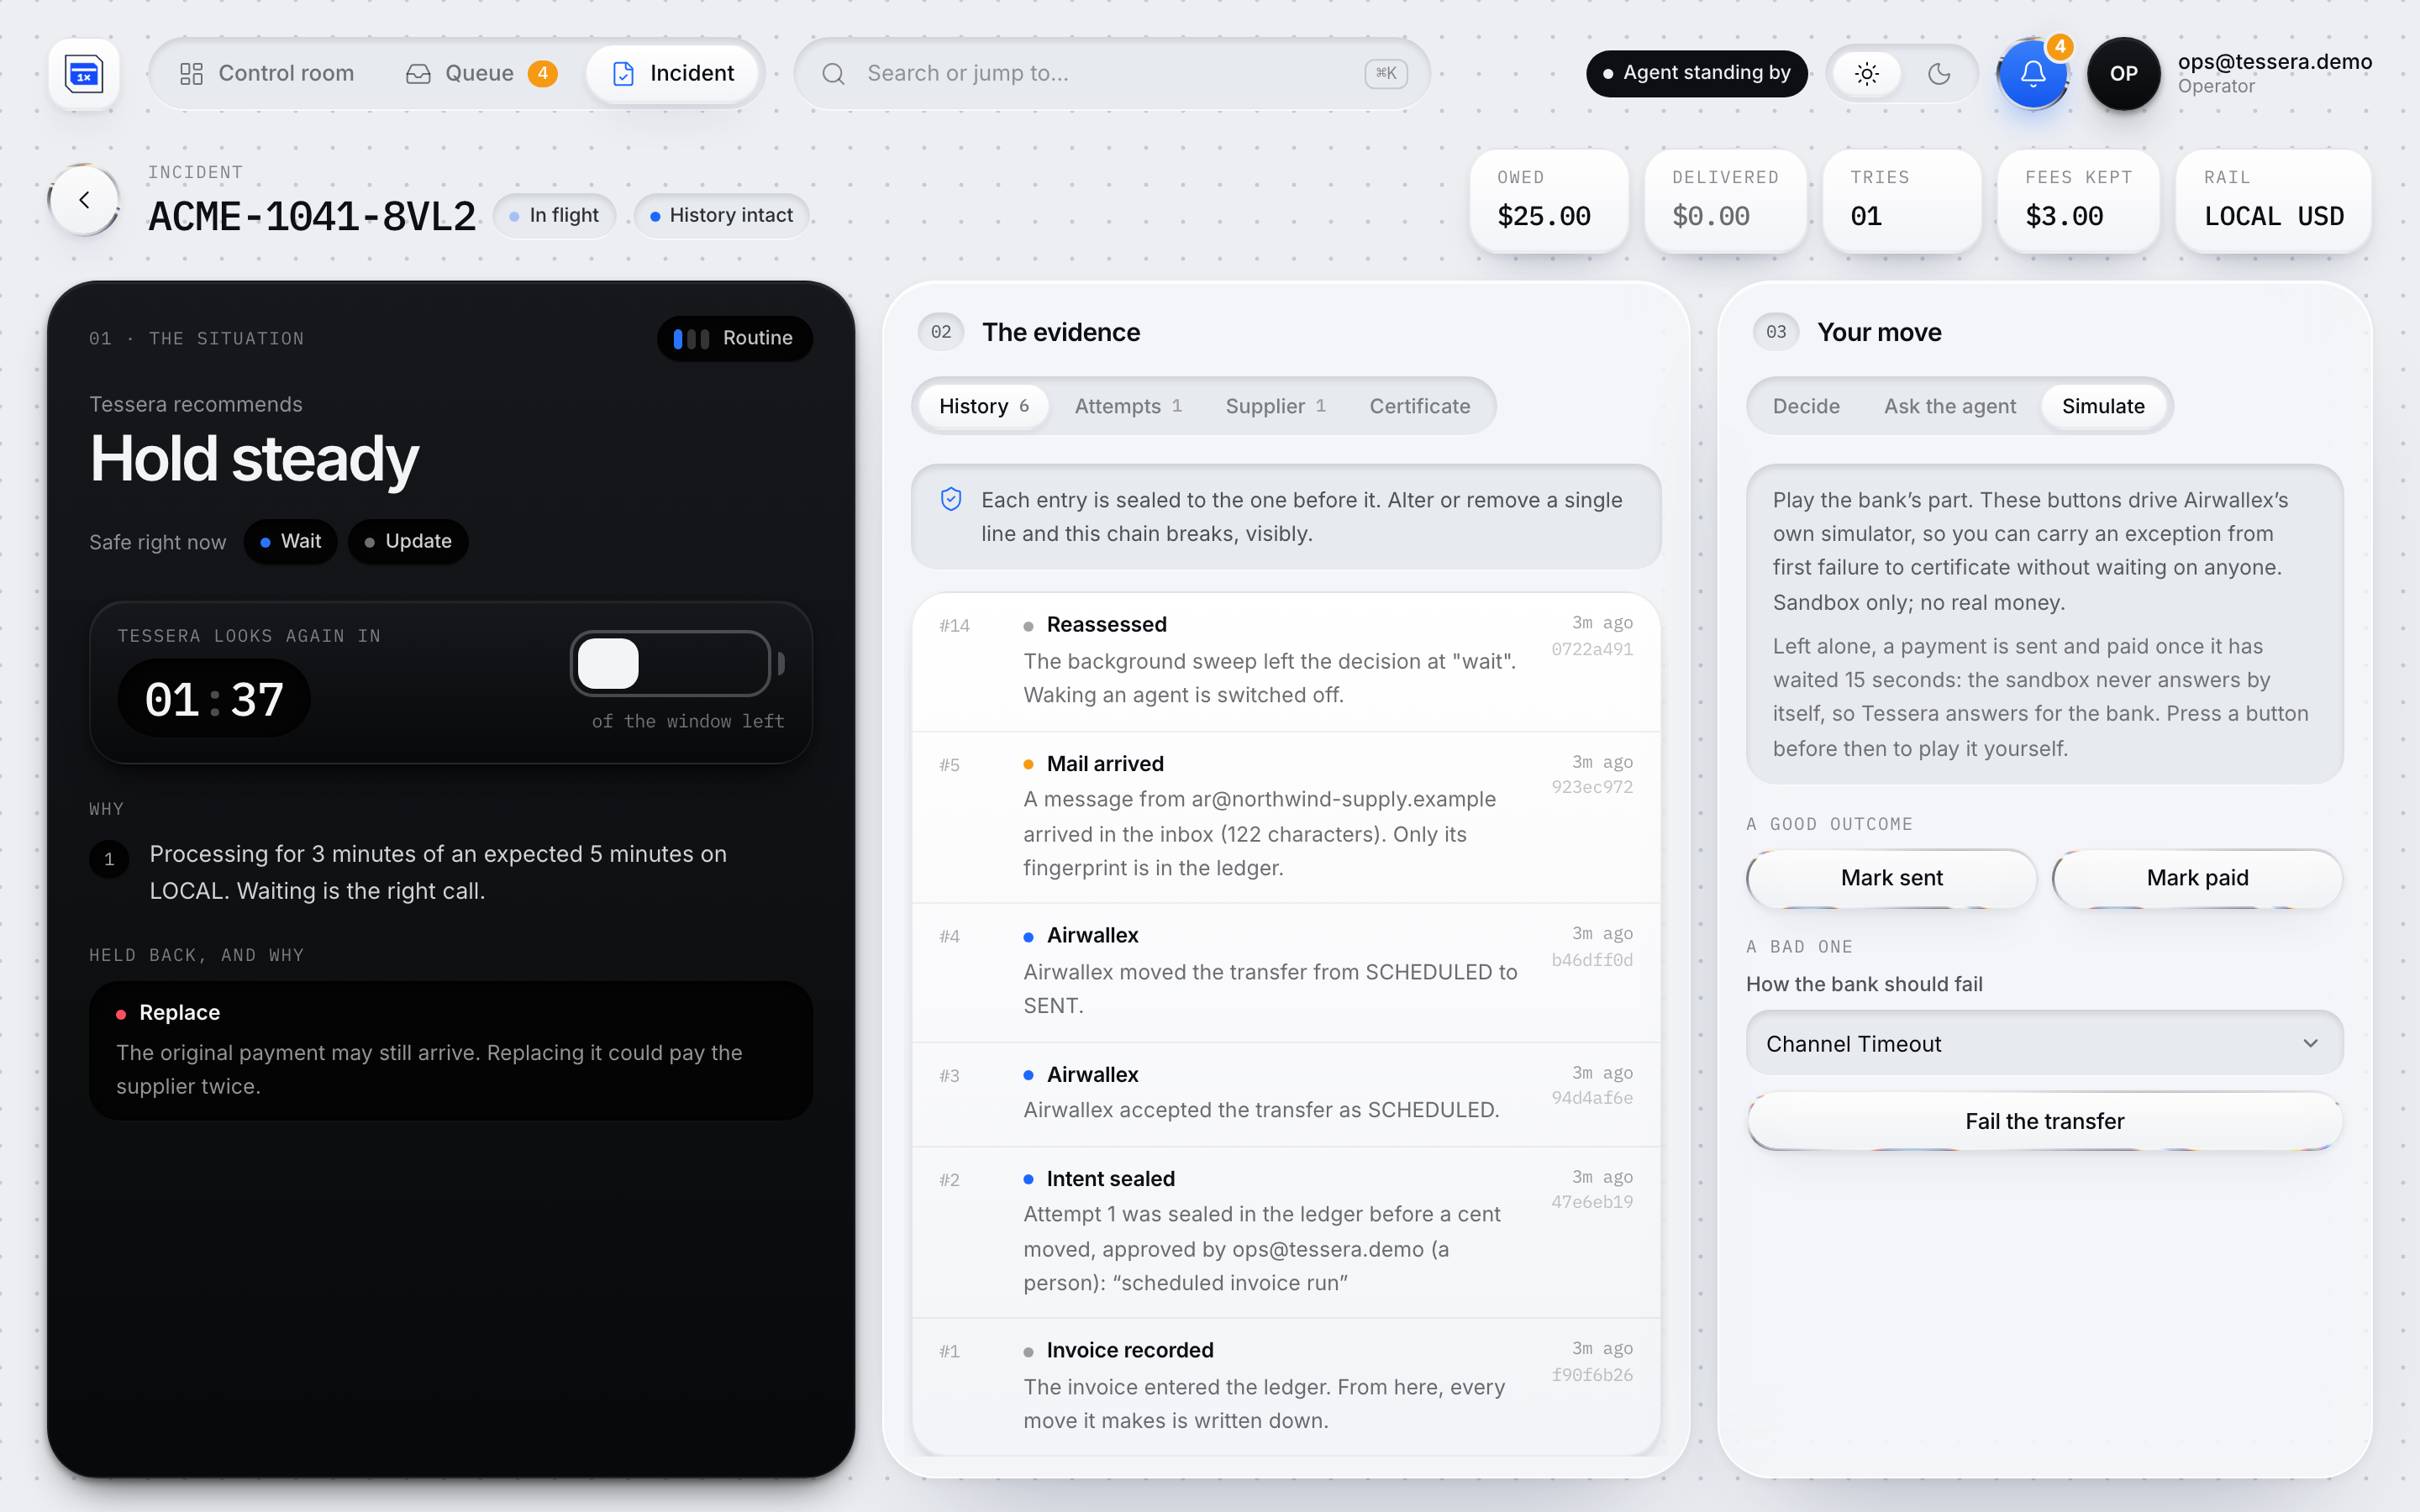 1×
Control room
Queue 4
Incident
Search or jump to...
⌘K
Agent standing by
4
OP
ops@tessera.demo
Operator
INCIDENT
ACME-1041-8VL2
In flight
History intact
OWED
$25.00
DELIVERED
$0.00
TRIES
01
FEES KEPT
$3.00
RAIL
LOCAL USD
01 · THE SITUATION
Routine
Tessera recommends
Hold steady
Safe right now
Wait
Update
TESSERA LOOKS AGAIN IN
01:37
of the window left
WHY
1
Processing for 3 minutes of an expected 5 minutes on
LOCAL. Waiting is the right call.
HELD BACK, AND WHY
Replace
The original payment may still arrive. Replacing it could pay the
supplier twice.
02
The evidence
History 6
Attempts 1
Supplier 1
Certificate
Each entry is sealed to the one before it. Alter or remove a single
line and this chain breaks, visibly.
#14
Reassessed
3m ago
0722a491
The background sweep left the decision at "wait".
Waking an agent is switched off.
#5
Mail arrived
3m ago
923ec972
A message from ar@northwind-supply.example
arrived in the inbox (122 characters). Only its
fingerprint is in the ledger.
#4
Airwallex
3m ago
b46dff0d
Airwallex moved the transfer from SCHEDULED to
SENT.
#3
Airwallex
3m ago
94d4af6e
Airwallex accepted the transfer as SCHEDULED.
#2
Intent sealed
3m ago
47e6eb19
Attempt 1 was sealed in the ledger before a cent
moved, approved by ops@tessera.demo (a
person): “scheduled invoice run”
#1
Invoice recorded
3m ago
f90f6b26
The invoice entered the ledger. From here, every
move it makes is written down.
03
Your move
Decide
Ask the agent
Simulate
Play the bank’s part. These buttons drive Airwallex’s
own simulator, so you can carry an exception from
first failure to certificate without waiting on anyone.
Sandbox only; no real money.
Left alone, a payment is sent and paid once it has
waited 15 seconds: the sandbox never answers by
itself, so Tessera answers for the bank. Press a button
before then to play it yourself.
A GOOD OUTCOME
Mark sent
Mark paid
A BAD ONE
How the bank should fail
Channel Timeout
Fail the transfer